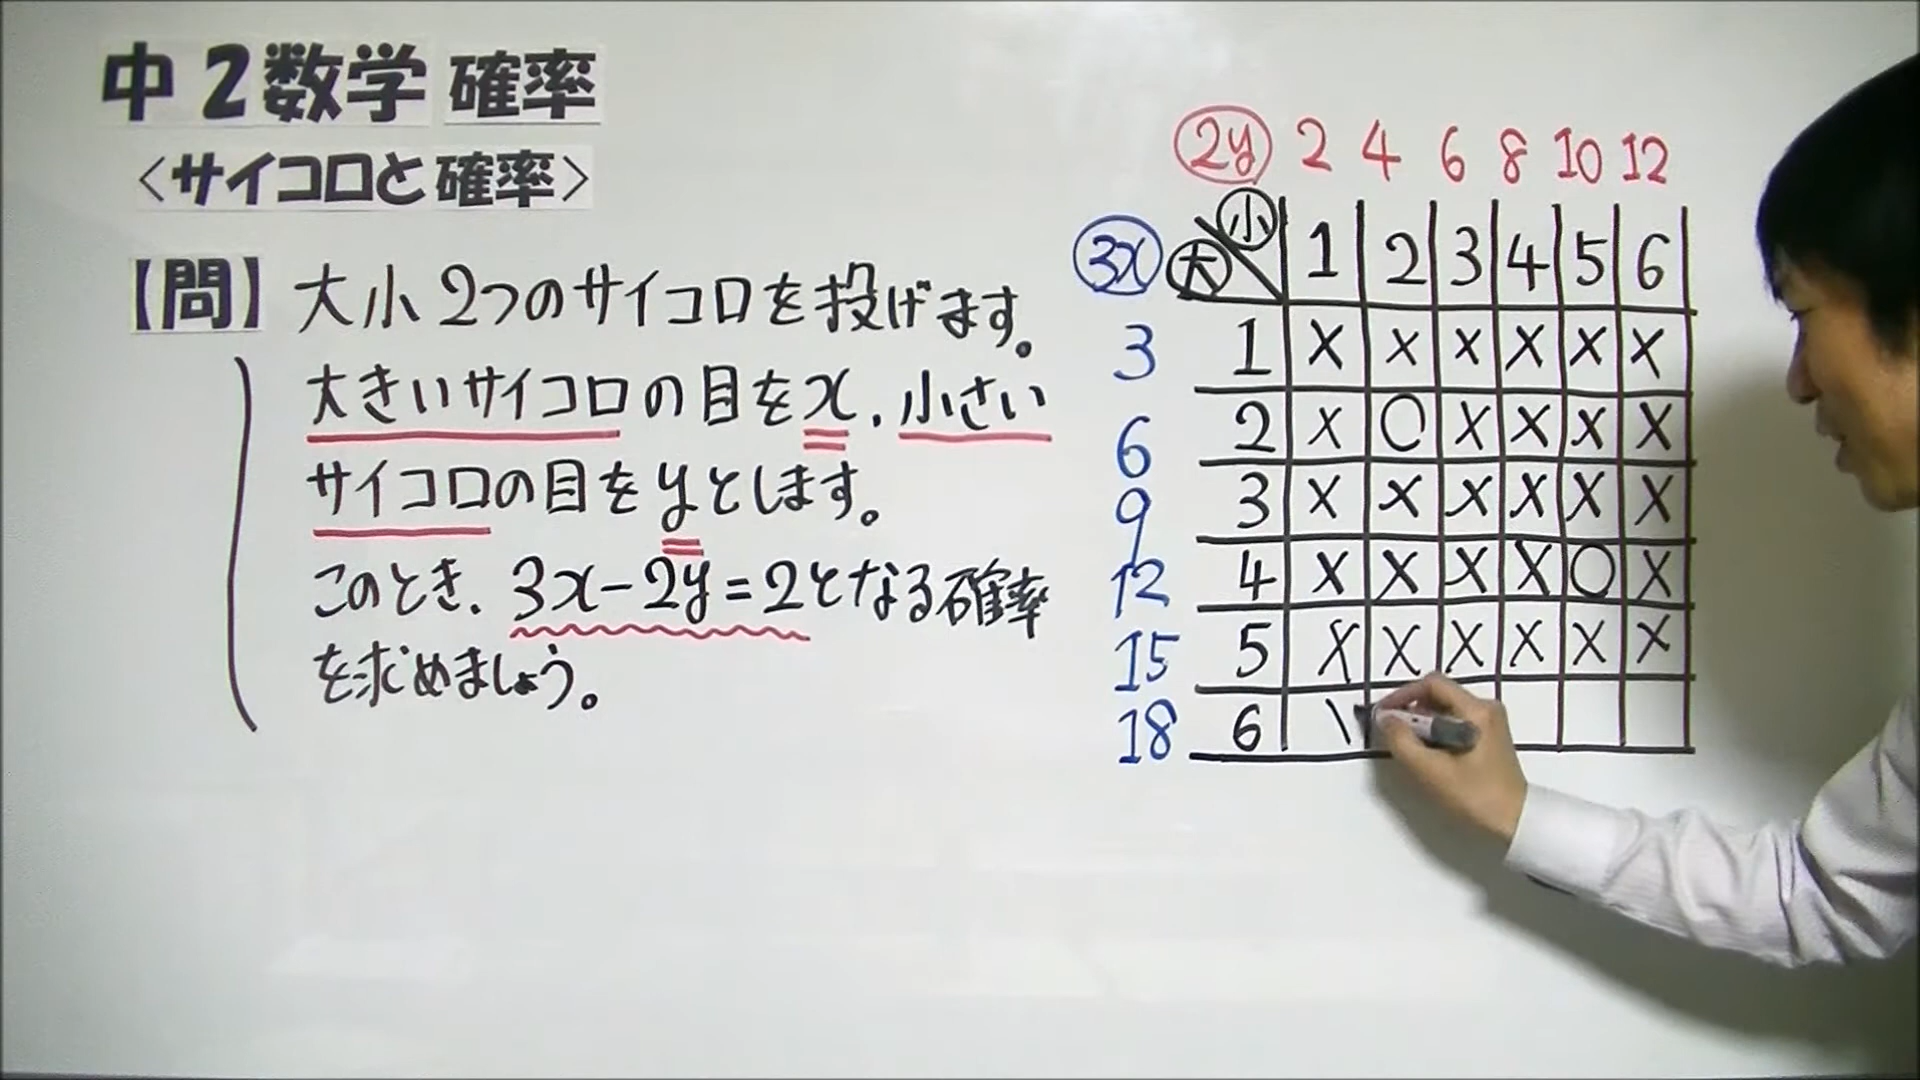 中2数学 確率
<サイコロと確率>
【問】大小2つのサイコロを投げます。
大きいサイコロの目をx、小さい
サイコロの目をyとします。
このとき、3x-2y=2となる確率
を求めましょう。
2y 2 4 6 8 10 12
3x 大 小 1 2 3 4 5 6
3 1 × × × × × ×
6 2 × ○ × × × ×
9 3 × × × × × ×
12 4 × × × × ○ ×
15 5 × × × × × ×
18 6 \